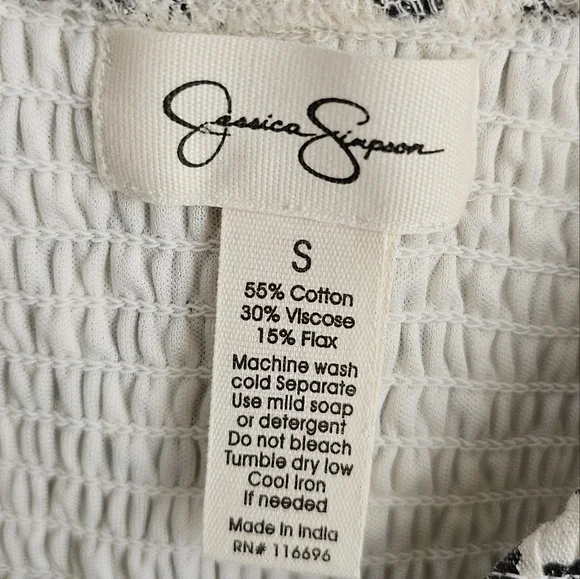 Jessica Simpson
S
55% Cotton
30% Viscose
15% Flax
Machine wash
cold Separate
Use mild soap
or detergent
Do not bleach
Tumble dry low
Cool Iron
If needed
Made in India
RN# 116696